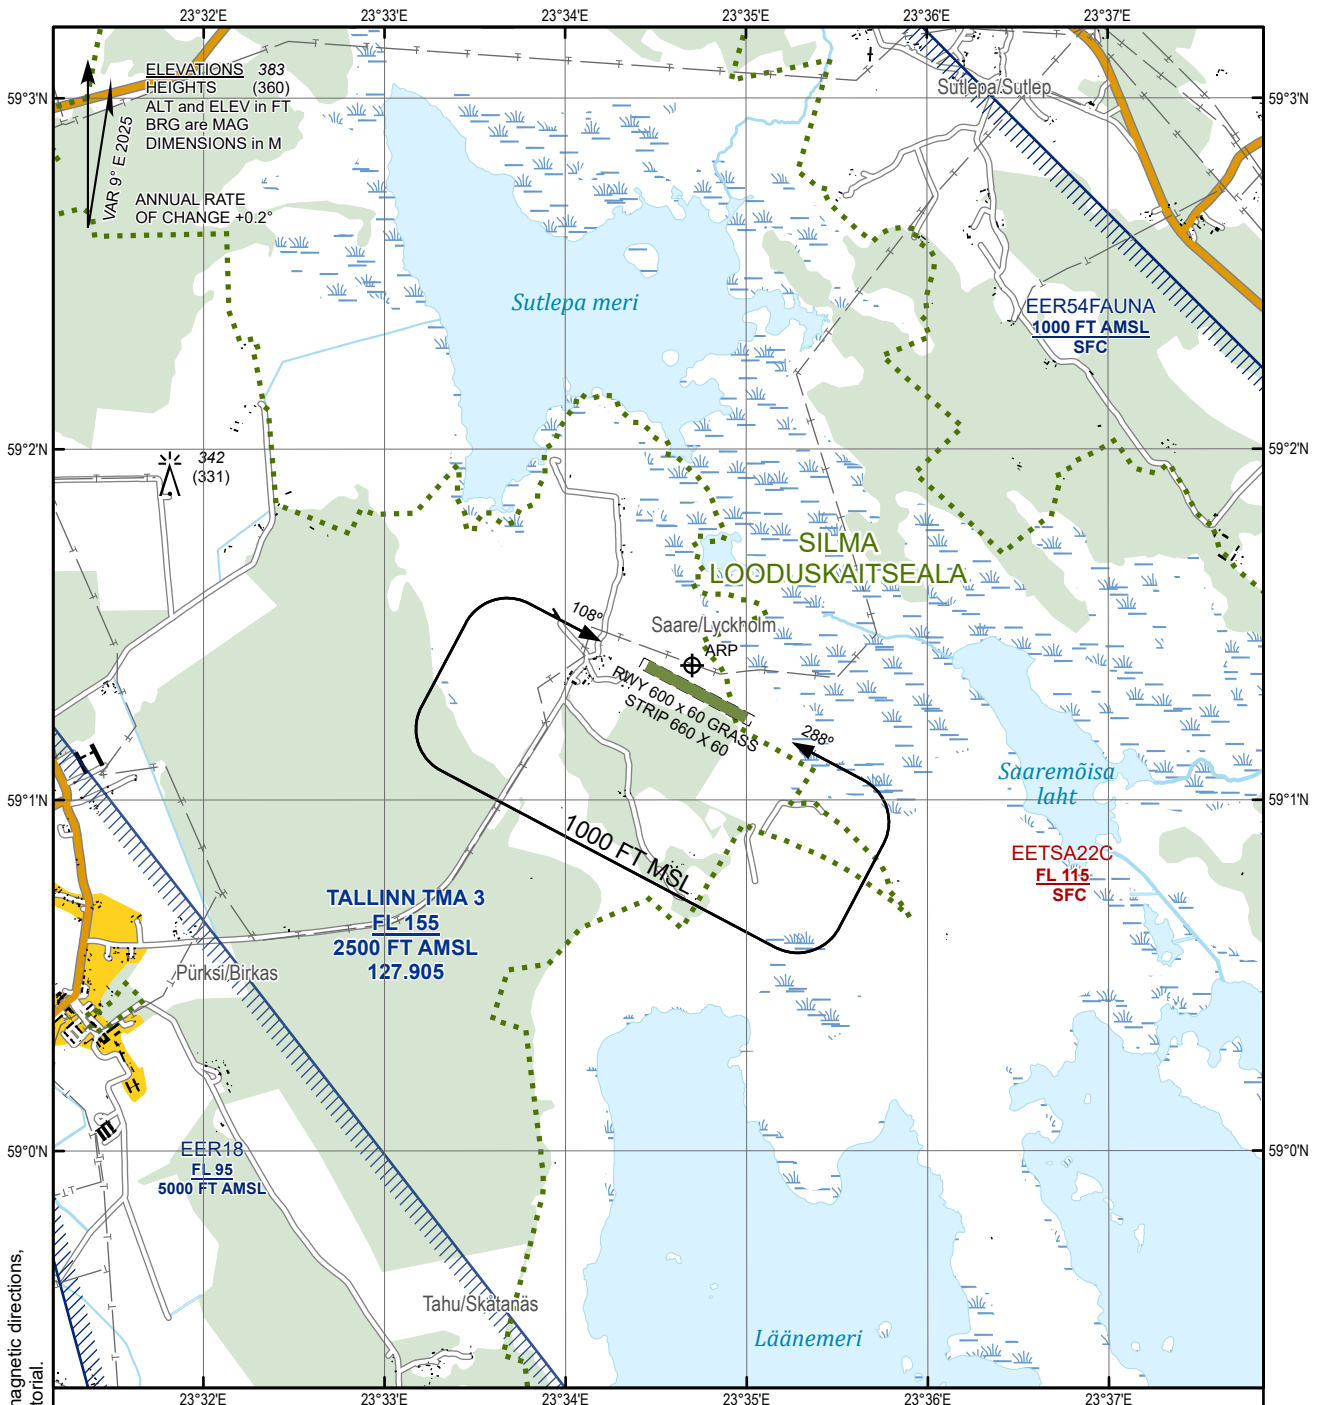 23°32'E
23°33'E
23°34'E
23°35'E
23°36'E
23°37'E
59°3'N
ELEVATIONS 383
HEIGHTS (360)
ALT and ELEV in FT
BRG are MAG
DIMENSIONS in M
VAR 9° E 2025
ANNUAL RATE
OF CHANGE +0.2°
Sutlepa/Sutlep
59°3'N
Sutlepa meri
EER54FAUNA
1000 FT AMSL
SFC
59°2'N
59°2'N
342
(331)
SILMA
LOODUSKAITSEALA
108°
Saare/Lyckholm
ARP
RWY 600 x 60 GRASS
STRIP 660 X 60
288°
Saaremõisa
laht
59°1'N
59°1'N
1000 FT MSL
EETSA22C
FL 115
SFC
TALLINN TMA 3
FL 155
2500 FT AMSL
127.905
Pürksi/Birkas
59°0'N
59°0'N
EER18
FL 95
5000 FT AMSL
Tahu/Skåtanäs
Läänemeri
magnetic directions,
torial.
23°32'E
23°33'E
23°34'E
23°35'E
23°36'E
23°37'E